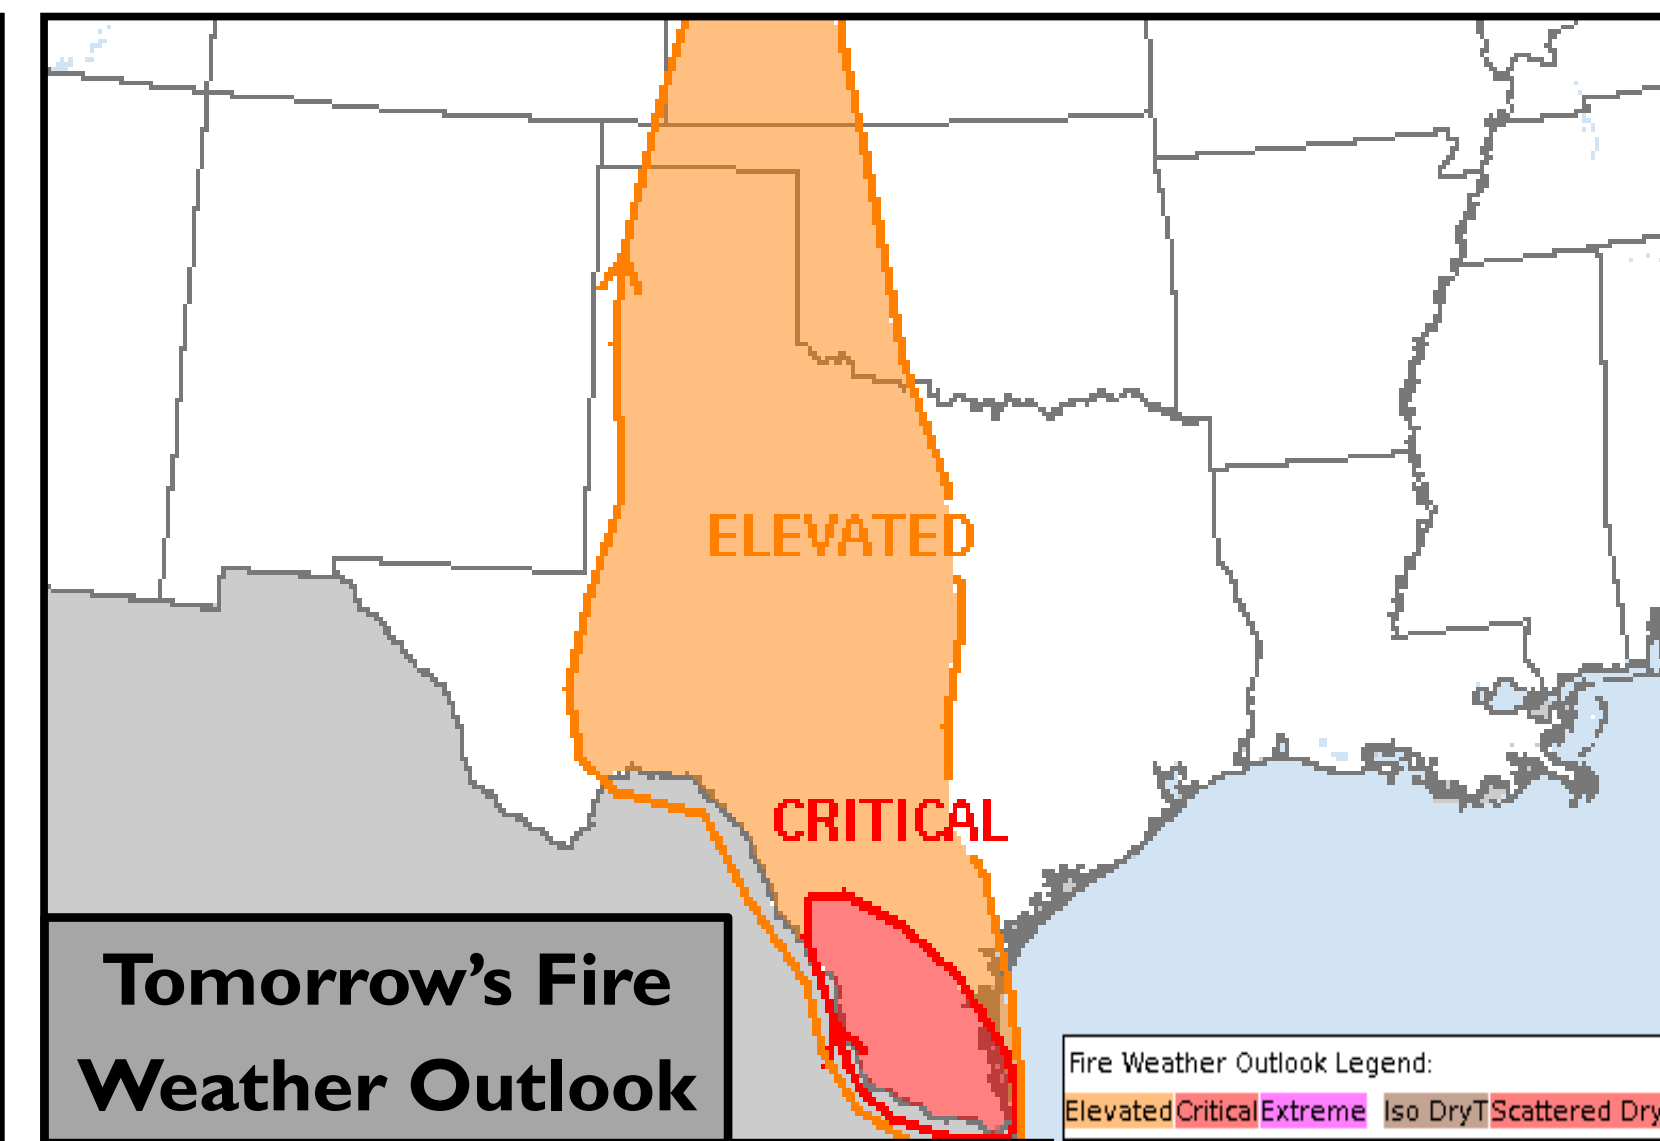 ELEVATED
CRITICAL
Tomorrow’s Fire
Weather Outlook
Fire Weather Outlook Legend:
Elevated Critical Extreme Iso DryT Scattered Dry